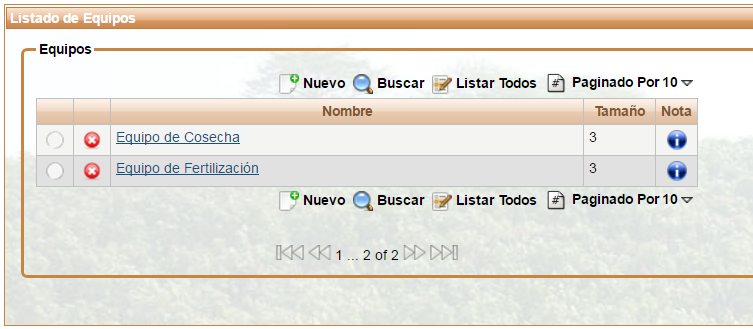 Listado de Equipos
Equipos
Nuevo Buscar Listar Todos # Paginado Por 10
Nombre Tamaño Nota
Equipo de Cosecha 3
Equipo de Fertilización 3
Nuevo Buscar Listar Todos # Paginado Por 10
1 ... 2 of 2